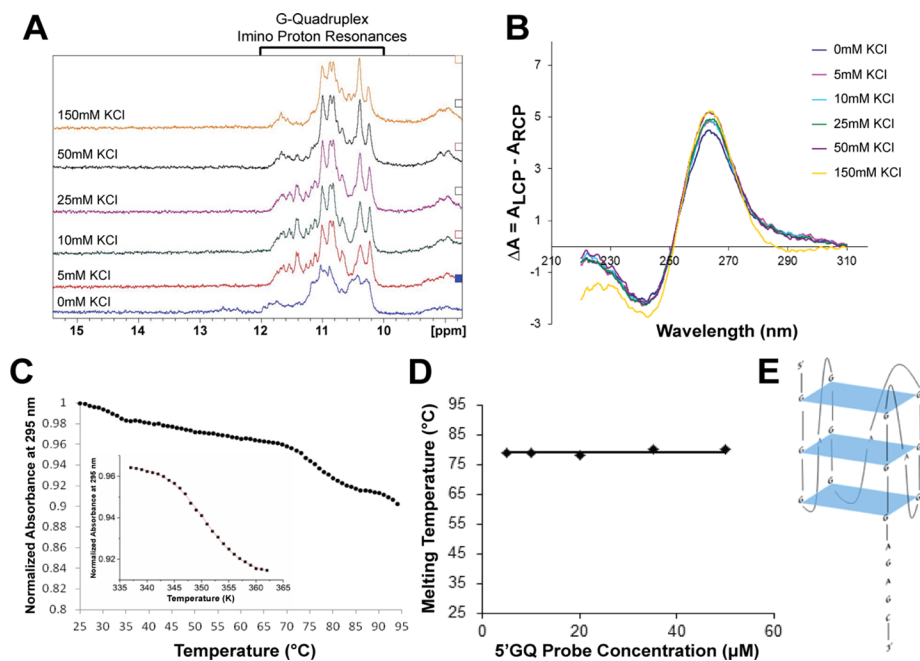 A
G-Quadruplex
Imino Proton Resonances
150mM KCl
50mM KCl
25mM KCl
10mM KCl
5mM KCl
0mM KCl
15 14 13 12 11 10 [ppm]
B
0mM KCl
5mM KCl
10mM KCl
25mM KCl
50mM KCl
150mM KCl
ΔA = ALCP - ARCP
5
3
1
-1
-3
210 230 250 270 290 310
Wavelength (nm)
C
Normalized Absorbance at 295 nm
1
0.98
0.96
0.94
0.92
0.9
0.88
0.86
0.84
0.82
0.8
25 30 35 40 45 50 55 60 65 70 75 80 85 90 95
Temperature (°C)
Normalized Absorbance at 295 nm
0.96
0.94
0.92
335 340 345 350 355 360 365
Temperature (K)
D
Melting Temperature (°C)
95
85
75
65
55
45
35
25
0 20 40 60
5'GQ Probe Concentration (µM)
E
5'
G
G
G
G
G
G
G
G
A
A
A
G
G
G
G
A
G
A
G
C
5'